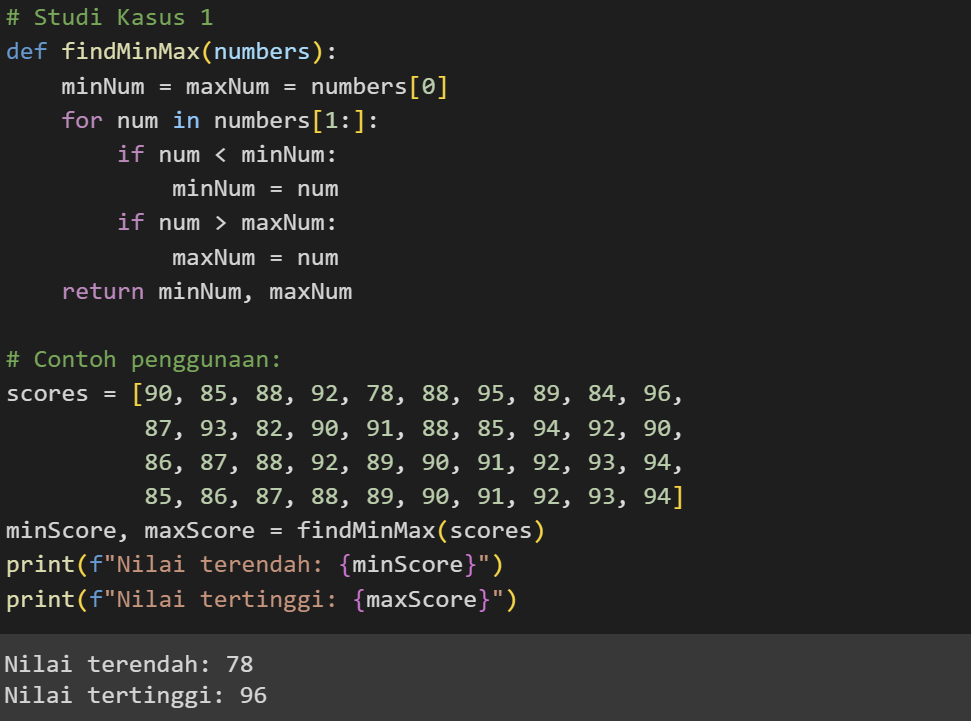 # Studi Kasus 1
def findMinMax(numbers):
    minNum = maxNum = numbers[0]
    for num in numbers[1:]:
        if num < minNum:
            minNum = num
        if num > maxNum:
            maxNum = num
    return minNum, maxNum

# Contoh penggunaan:
scores = [90, 85, 88, 92, 78, 88, 95, 89, 84, 96,
          87, 93, 82, 90, 91, 88, 85, 94, 92, 90,
          86, 87, 88, 92, 89, 90, 91, 92, 93, 94,
          85, 86, 87, 88, 89, 90, 91, 92, 93, 94]
minScore, maxScore = findMinMax(scores)
print(f"Nilai terendah: {minScore}")
print(f"Nilai tertinggi: {maxScore}")
Nilai terendah: 78
Nilai tertinggi: 96